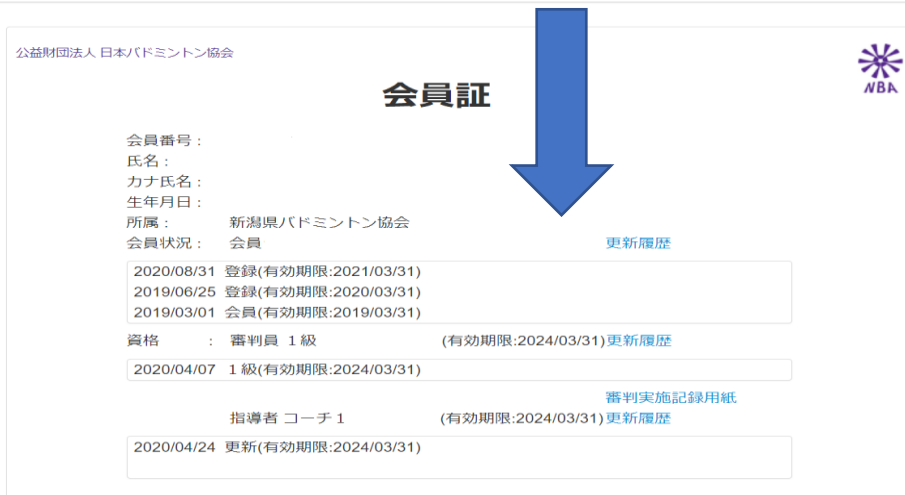 公益財団法人 日本バドミントン協会
NBA
会員証
会員番号 :
氏名 :
カナ氏名 :
生年月日 :
所属 : 新潟県バドミントン協会
会員状況 : 会員 更新履歴
2020/08/31 登録(有効期限:2021/03/31)
2019/06/25 登録(有効期限:2020/03/31)
2019/03/01 会員(有効期限:2019/03/31)
資格 : 審判員 1級 (有効期限:2024/03/31)更新履歴
2020/04/07 1級(有効期限:2024/03/31)
審判実施記録用紙
指導者 コーチ1 (有効期限:2024/03/31)更新履歴
2020/04/24 更新(有効期限:2024/03/31)